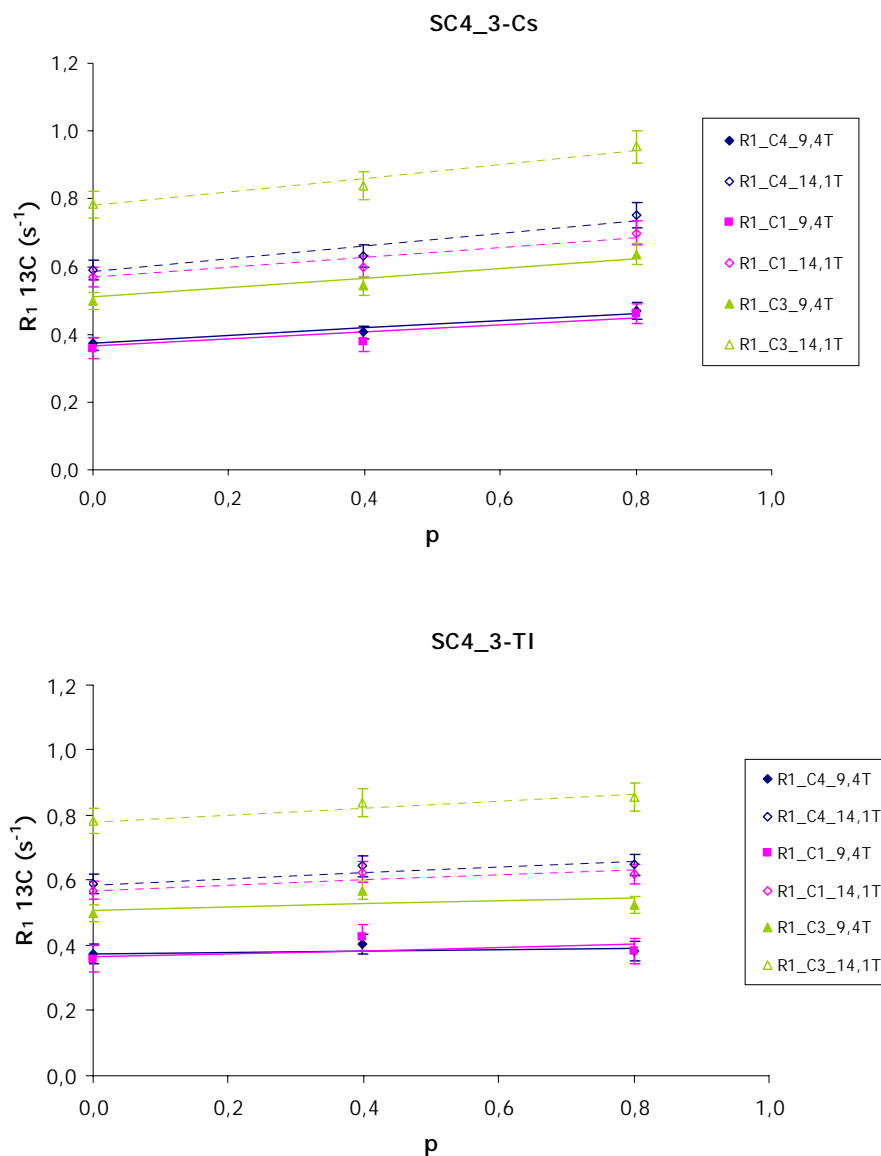 SC4_3-Cs
R₁ 13C (s⁻¹)
1,2
1,0
0,8
0,6
0,4
0,2
0,0
0,0 0,2 0,4 0,6 0,8 1,0
p
R1_C4_9,4T
R1_C4_14,1T
R1_C1_9,4T
R1_C1_14,1T
R1_C3_9,4T
R1_C3_14,1T
SC4_3-Tl
R₁ 13C (s⁻¹)
1,2
1,0
0,8
0,6
0,4
0,2
0,0
0,0 0,2 0,4 0,6 0,8 1,0
p
R1_C4_9,4T
R1_C4_14,1T
R1_C1_9,4T
R1_C1_14,1T
R1_C3_9,4T
R1_C3_14,1T